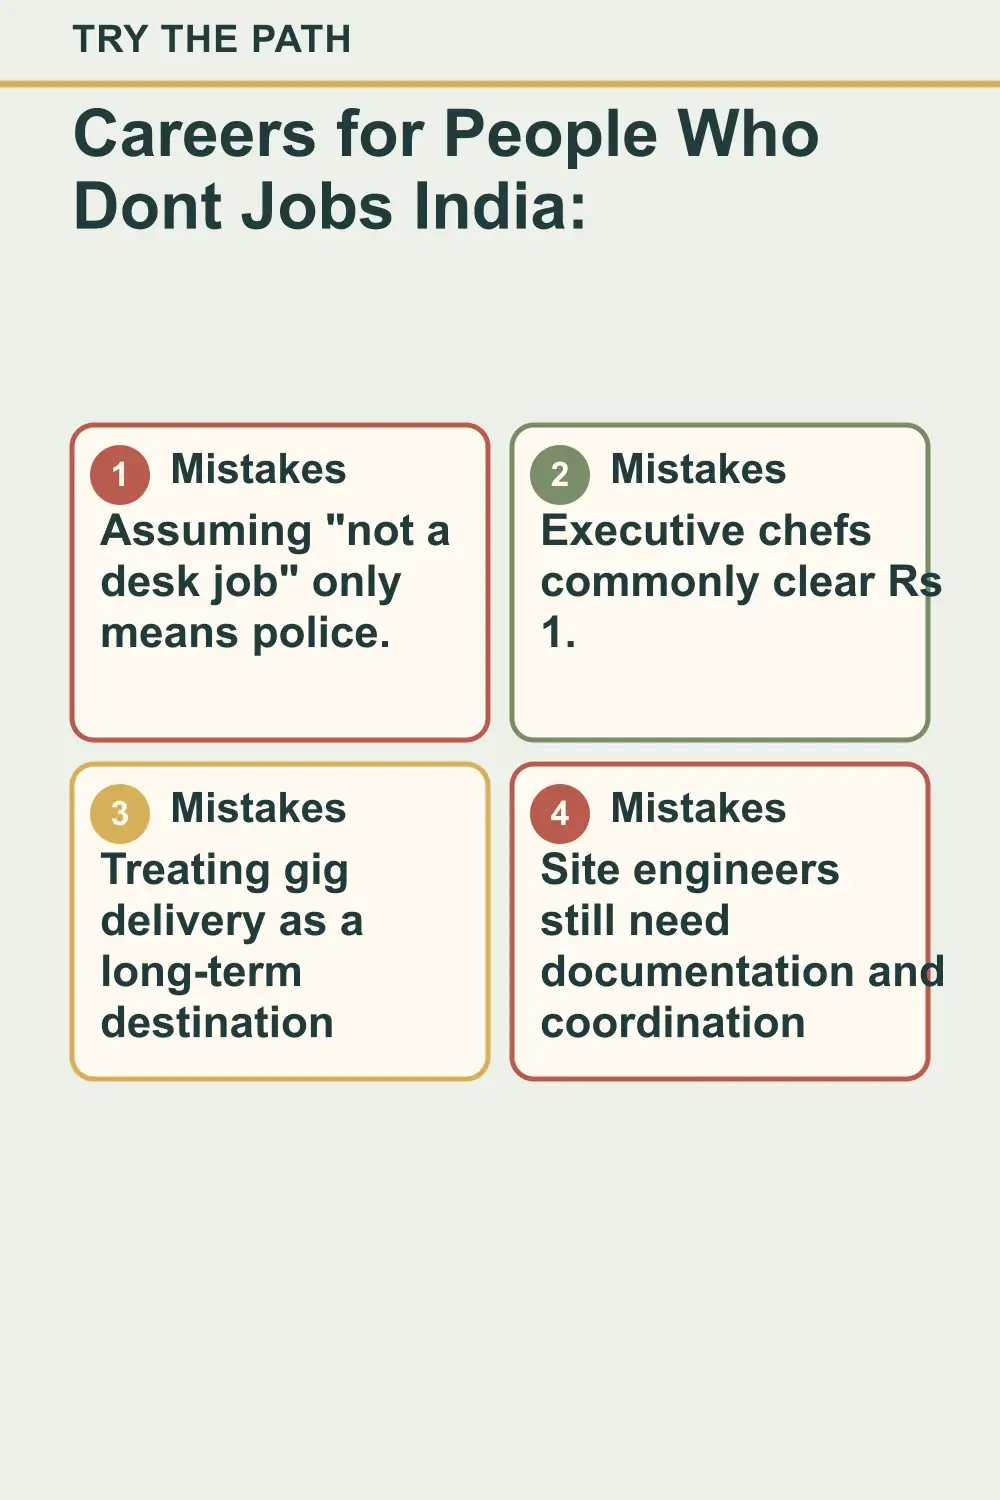 TRY THE PATH
Careers for People Who
Dont Jobs India:
1 Mistakes
Assuming "not a
desk job" only
means police.
2 Mistakes
Executive chefs
commonly clear Rs
1.
3 Mistakes
Treating gig
delivery as a
long-term
destination
4 Mistakes
Site engineers
still need
documentation and
coordination